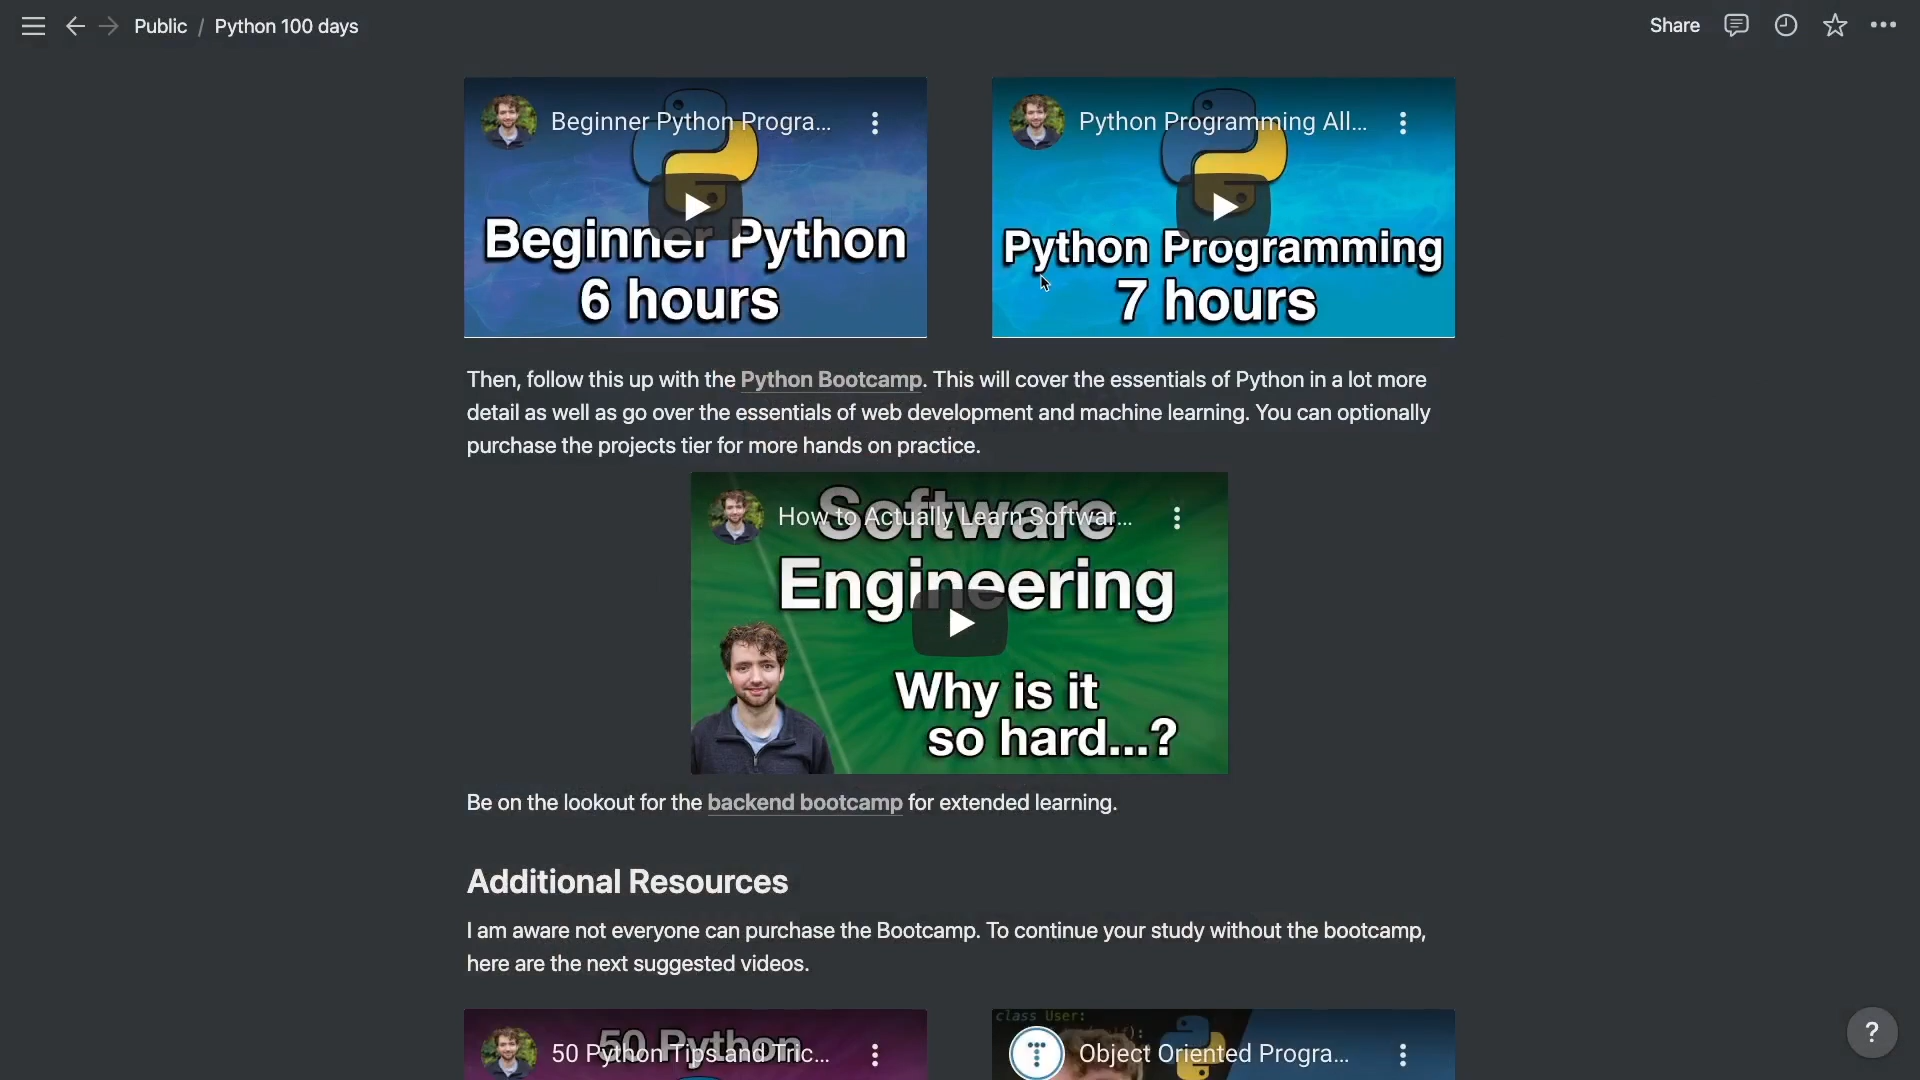 Public / Python 100 days
Share
Beginner Python Progra...
Beginner Python
6 hours
Python Programming All...
Python Programming
7 hours
Then, follow this up with the Python Bootcamp. This will cover the essentials of Python in a lot more
detail as well as go over the essentials of web development and machine learning. You can optionally
purchase the projects tier for more hands on practice.
How to Actually Learn Softwar...
Software
Engineering
Why is it
so hard...?
Be on the lookout for the backend bootcamp for extended learning.
Additional Resources
I am aware not everyone can purchase the Bootcamp. To continue your study without the bootcamp,
here are the next suggested videos.
50 Python Tips and Tric...
50 Python
class User:
Object Oriented Progra...
?